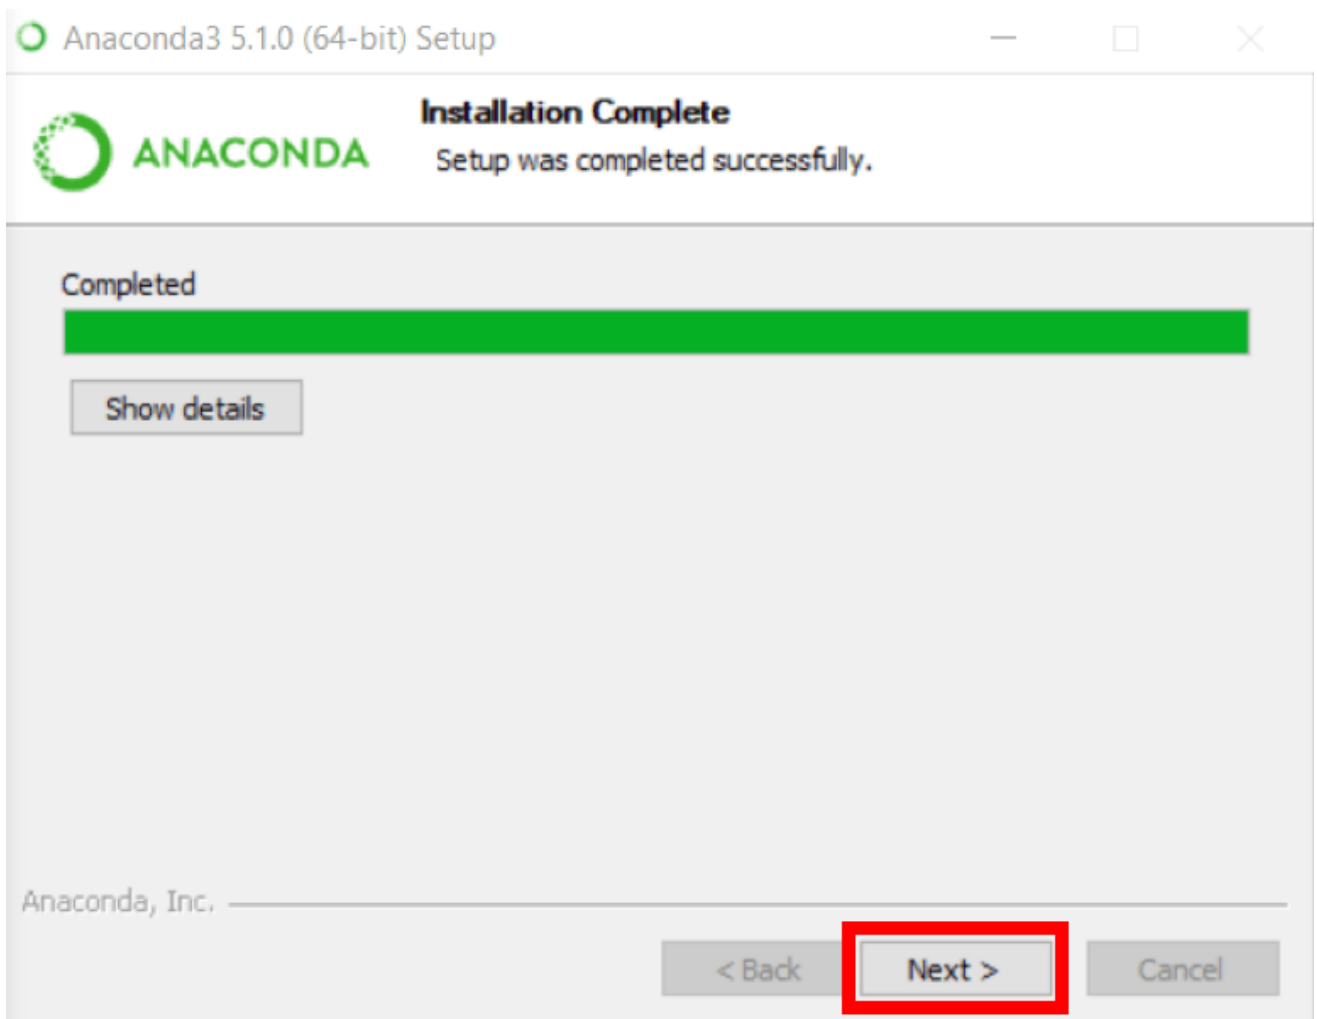 Anaconda3 5.1.0 (64-bit) Setup
ANACONDA
Installation Complete
Setup was completed successfully.
Completed
Show details
Anaconda, Inc.
< Back
Next >
Cancel